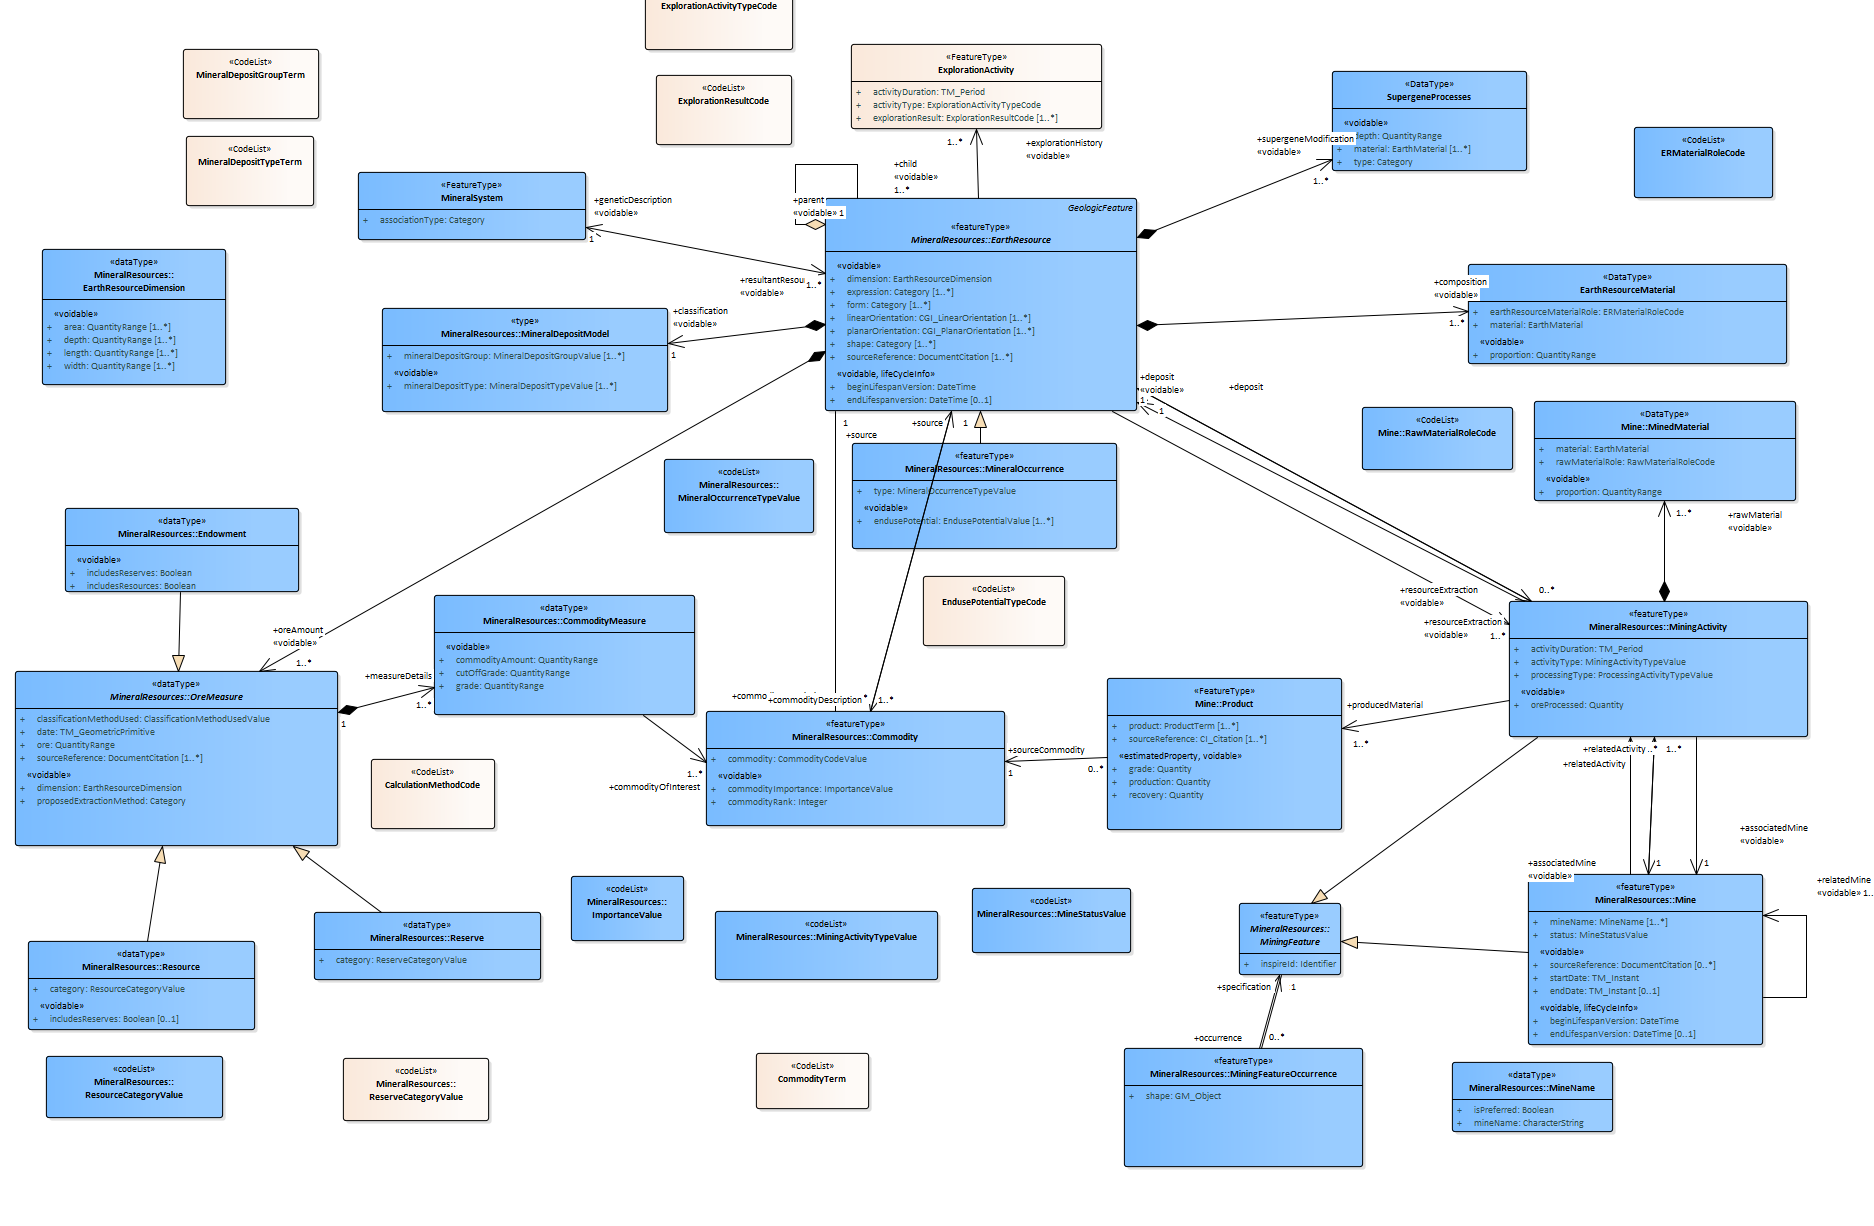 ExplorationActivityTypeCode
«CodeList»
MineralDepositGroupTerm
«CodeList»
ExplorationResultCode
«FeatureType»
ExplorationActivity
+ activityDuration: TM_Period
+ activityType: ExplorationActivityTypeCode
+ explorationResult: ExplorationResultCode [1..*]
«DataType»
SupergeneProcesses
«voidable»
depth: QuantityRange
+ material: EarthMaterial [1..*]
+ type: Category
+supergeneModification
«voidable»
1..*
«CodeList»
ERMaterialRoleCode
«CodeList»
MineralDepositTypeTerm
1..*
+explorationHistory
«voidable»
+child
«voidable»
1..*
+parent
«voidable» 1
«FeatureType»
MineralSystem
+ associationType: Category
+geneticDescription
«voidable»
1
GeologicFeature
«featureType»
MineralResources::EarthResource
«voidable»
+ dimension: EarthResourceDimension
+ expression: Category [1..*]
+ form: Category [1..*]
+ linearOrientation: CGI_LinearOrientation [1..*]
+ planarOrientation: CGI_PlanarOrientation [1..*]
+ shape: Category [1..*]
+ sourceReference: DocumentCitation [1..*]
«voidable, lifeCycleInfo»
+ beginLifespanVersion: DateTime
+ endLifespanversion: DateTime [0..1]
«dataType»
MineralResources::
EarthResourceDimension
«voidable»
+ area: QuantityRange [1..*]
+ depth: QuantityRange [1..*]
+ length: QuantityRange [1..*]
+ width: QuantityRange [1..*]
+resultantResou
1..*
«voidable»
+classification
«voidable»
1
«type»
MineralResources::MineralDepositModel
+ mineralDepositGroup: MineralDepositGroupValue [1..*]
«voidable»
+ mineralDepositType: MineralDepositTypeValue [1..*]
+composition
«voidable»
1..*
«DataType»
EarthResourceMaterial
+ earthResourceMaterialRole: ERMaterialRoleCode
+ material: EarthMaterial
«voidable»
+ proportion: QuantityRange
+deposit
«voidable»
1
1
+deposit
«CodeList»
Mine::RawMaterialRoleCode
«DataType»
Mine::MinedMaterial
+ material: EarthMaterial
+ rawMaterialRole: RawMaterialRoleCode
«voidable»
+ proportion: QuantityRange
1..*
+rawMaterial
«voidable»
1
+source
+source
1
«featureType»
MineralResources::MineralOccurrence
+ type: MineralOccurrenceTypeValue
«voidable»
+ endusePotential: EndusePotentialValue [1..*]
«codeList»
MineralResources::
MineralOccurrenceTypeValue
«dataType»
MineralResources::Endowment
«voidable»
+ includesReserves: Boolean
+ includesResources: Boolean
«CodeList»
EndusePotentialTypeCode
+oreAmount
«voidable»
1..*
«dataType»
MineralResources::CommodityMeasure
«voidable»
+ commodityAmount: QuantityRange
+ cutOffGrade: QuantityRange
+ grade: QuantityRange
+resourceExtraction
«voidable»
0..*
+resourceExtraction
«voidable»
1..*
«featureType»
MineralResources::MiningActivity
+ activityDuration: TM_Period
+ activityType: MiningActivityTypeValue
+ processingType: ProcessingActivityTypeValue
«voidable»
+ oreProcessed: Quantity
«dataType»
MineralResources::OreMeasure
+ classificationMethodUsed: ClassificationMethodUsedValue
+ date: TM_GeometricPrimitive
+ ore: QuantityRange
+ sourceReference: DocumentCitation [1..*]
«voidable»
+ dimension: EarthResourceDimension
+ proposedExtractionMethod: Category
+measureDetails
1..*
1
+commo
+commodityDescription
*
1..*
«featureType»
MineralResources::Commodity
+ commodity: CommodityCodeValue
«voidable»
+ commodityImportance: ImportanceValue
+ commodityRank: Integer
1..*
+commodityOfInterest
+sourceCommodity
1
0..*
«FeatureType»
Mine::Product
+ product: ProductTerm [1..*]
+ sourceReference: CI_Citation [1..*]
«estimatedProperty, voidable»
+ grade: Quantity
+ production: Quantity
+ recovery: Quantity
+producedMaterial
1..*
+relatedActivity
..*
1..*
+relatedActivity
«CodeList»
CalculationMethodCode
+associatedMine
«voidable»
+associatedMine
«voidable»
1
1
+relatedMine
«voidable» 1..
«featureType»
MineralResources::Mine
+ mineName: MineName [1..*]
+ status: MineStatusValue
«voidable»
+ sourceReference: DocumentCitation [0..*]
+ startDate: TM_Instant
+ endDate: TM_Instant [0..1]
«voidable, lifeCycleInfo»
+ beginLifespanVersion: DateTime
+ endLifespanVersion: DateTime [0..1]
«codeList»
MineralResources::
ImportanceValue
«codeList»
MineralResources::MiningActivityTypeValue
«codeList»
MineralResources::MineStatusValue
«featureType»
MineralResources::
MiningFeature
+ inspireId: Identifier
«dataType»
MineralResources::Reserve
+ category: ReserveCategoryValue
«dataType»
MineralResources::Resource
+ category: ResourceCategoryValue
«voidable»
+ includesReserves: Boolean [0..1]
+specification
1
+occurrence
0..*
«featureType»
MineralResources::MiningFeatureOccurrence
+ shape: GM_Object
«codeList»
MineralResources::
ResourceCategoryValue
«codeList»
MineralResources::
ReserveCategoryValue
«CodeList»
CommodityTerm
«dataType»
MineralResources::MineName
+ isPreferred: Boolean
+ mineName: CharacterString